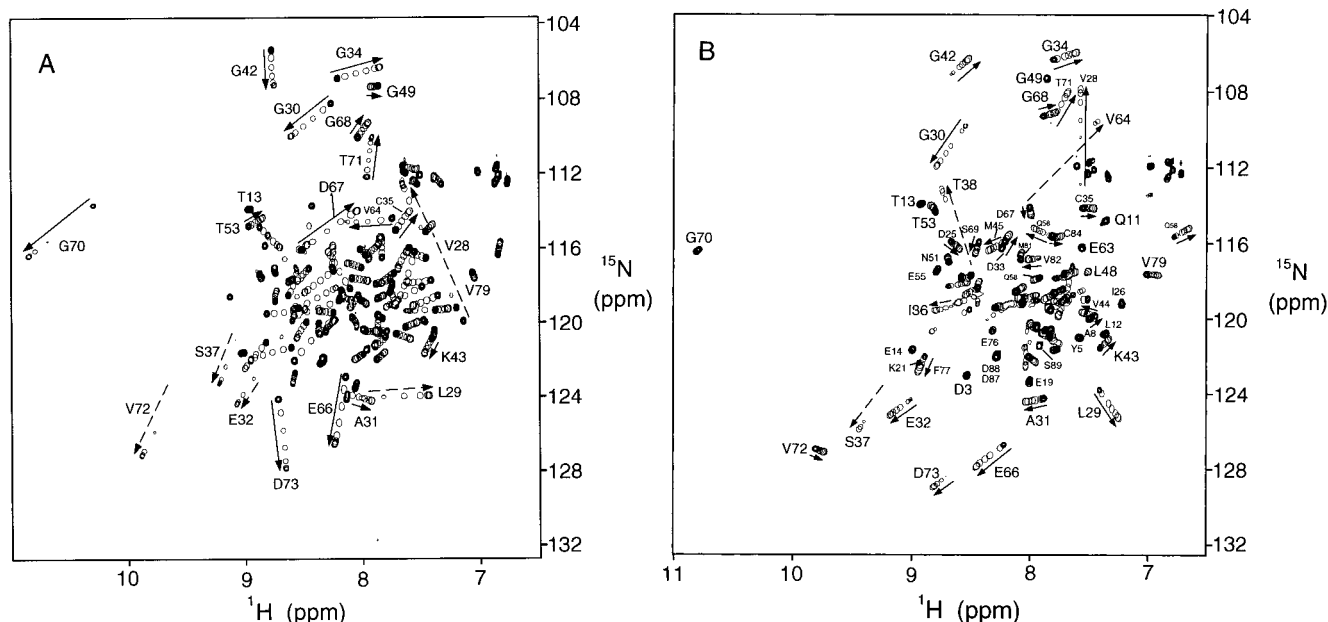 A
G42
G34
G49
G30
G68
T71
D67
T13
V64
C35
T53
G70
V28
V79
S37
K43
V72
E32
E66
L29
A31
D73
104
108
112
116
120
124
128
132
15N
(ppm)
10
9
8
7
1H (ppm)
B
G42
G34
G49
T71
V28
G68
V64
G30
T38
T13
C35
D67
Q11
T53
S69
M45
Q56
D25
C84
Q56
G70
E63
N51
M81
V82
D33
V79
E55
Q58
L48
I36
I26
V44
L12
E76
A8
E14
Y5
K43
K21
F77
D88
S89
D87
D3
E19
E32
A31
L29
S37
V72
E66
D73
104
108
112
116
120
124
128
132
15N
(ppm)
11
10
9
8
7
1H (ppm)